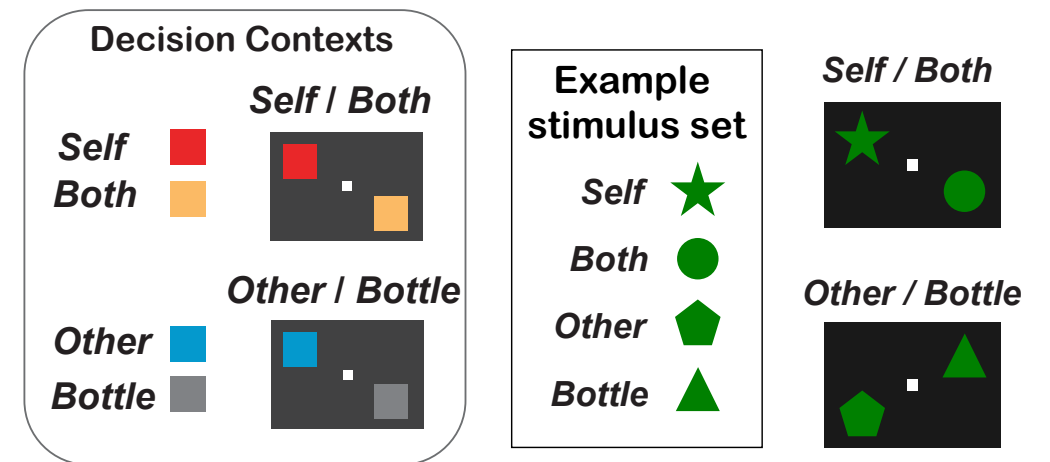 Decision Contexts
Self / Both
Self
Both
Other / Bottle
Other
Bottle
Example
stimulus set
Self
Both
Other
Bottle
Self / Both
Other / Bottle